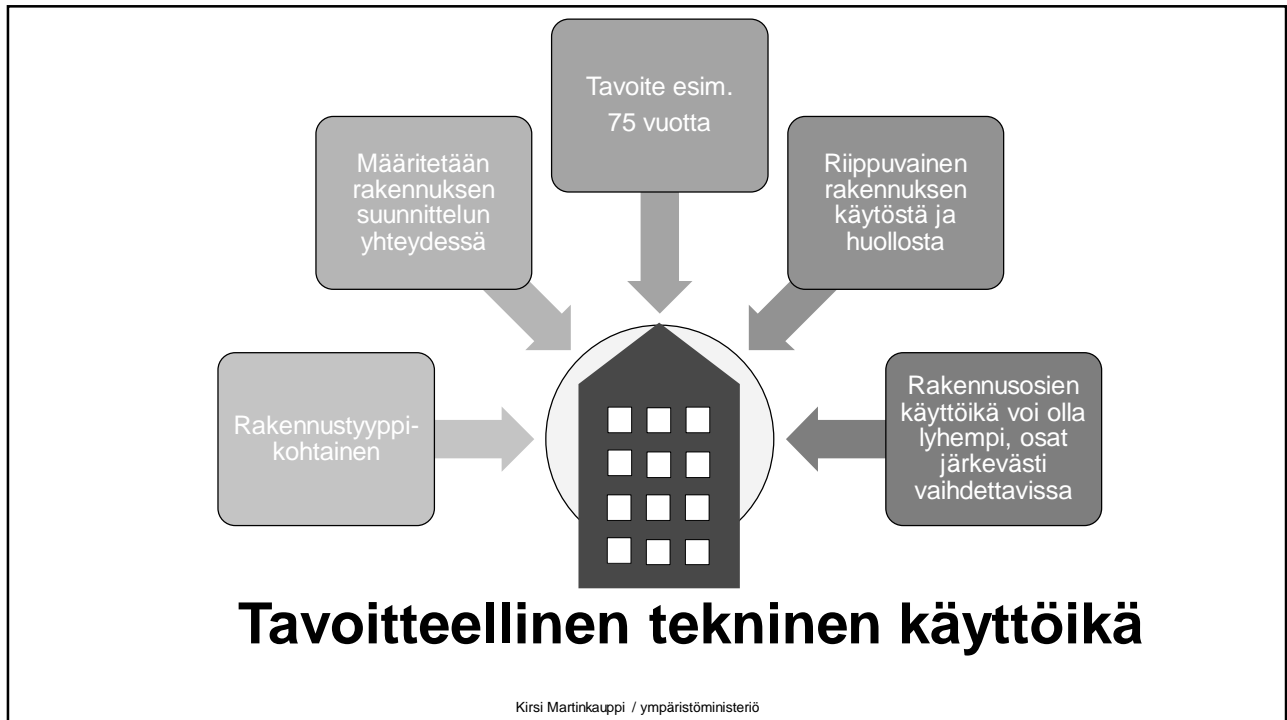 Tavoite esim.
75 vuotta
Määritetään
rakennuksen
suunnittelun
yhteydessä
Riippuvainen
rakennuksen
käytöstä ja
huollosta
Rakennustyyppi-
kohtainen
Rakennusosien
käyttöikä voi olla
lyhempi, osat
järkevästi
vaihdettavissa
Tavoitteellinen tekninen käyttöikä
Kirsi Martinkauppi / ympäristöministeriö